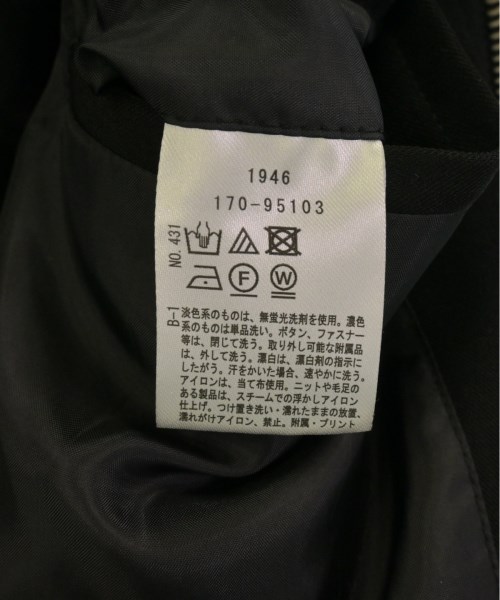 1946
170-95103
NO. 431
F
W
B-1
淡色系のものは、無蛍光洗剤を使用。濃色
系のものは単品洗い。ボタン、ファスナー
等は、閉じて洗う。取り外し可能な附属品
は、外して洗う。漂白は、漂白剤の指示に
したがう。汗をかいた場合、速やかに洗う。
アイロンは、当て布使用。ニットや毛足の
ある製品は、スチームでの浮かしアイロン
仕上げ。つけ置き洗い・濡れたままの放置、
濡れがけアイロン、禁止。附属・プリント